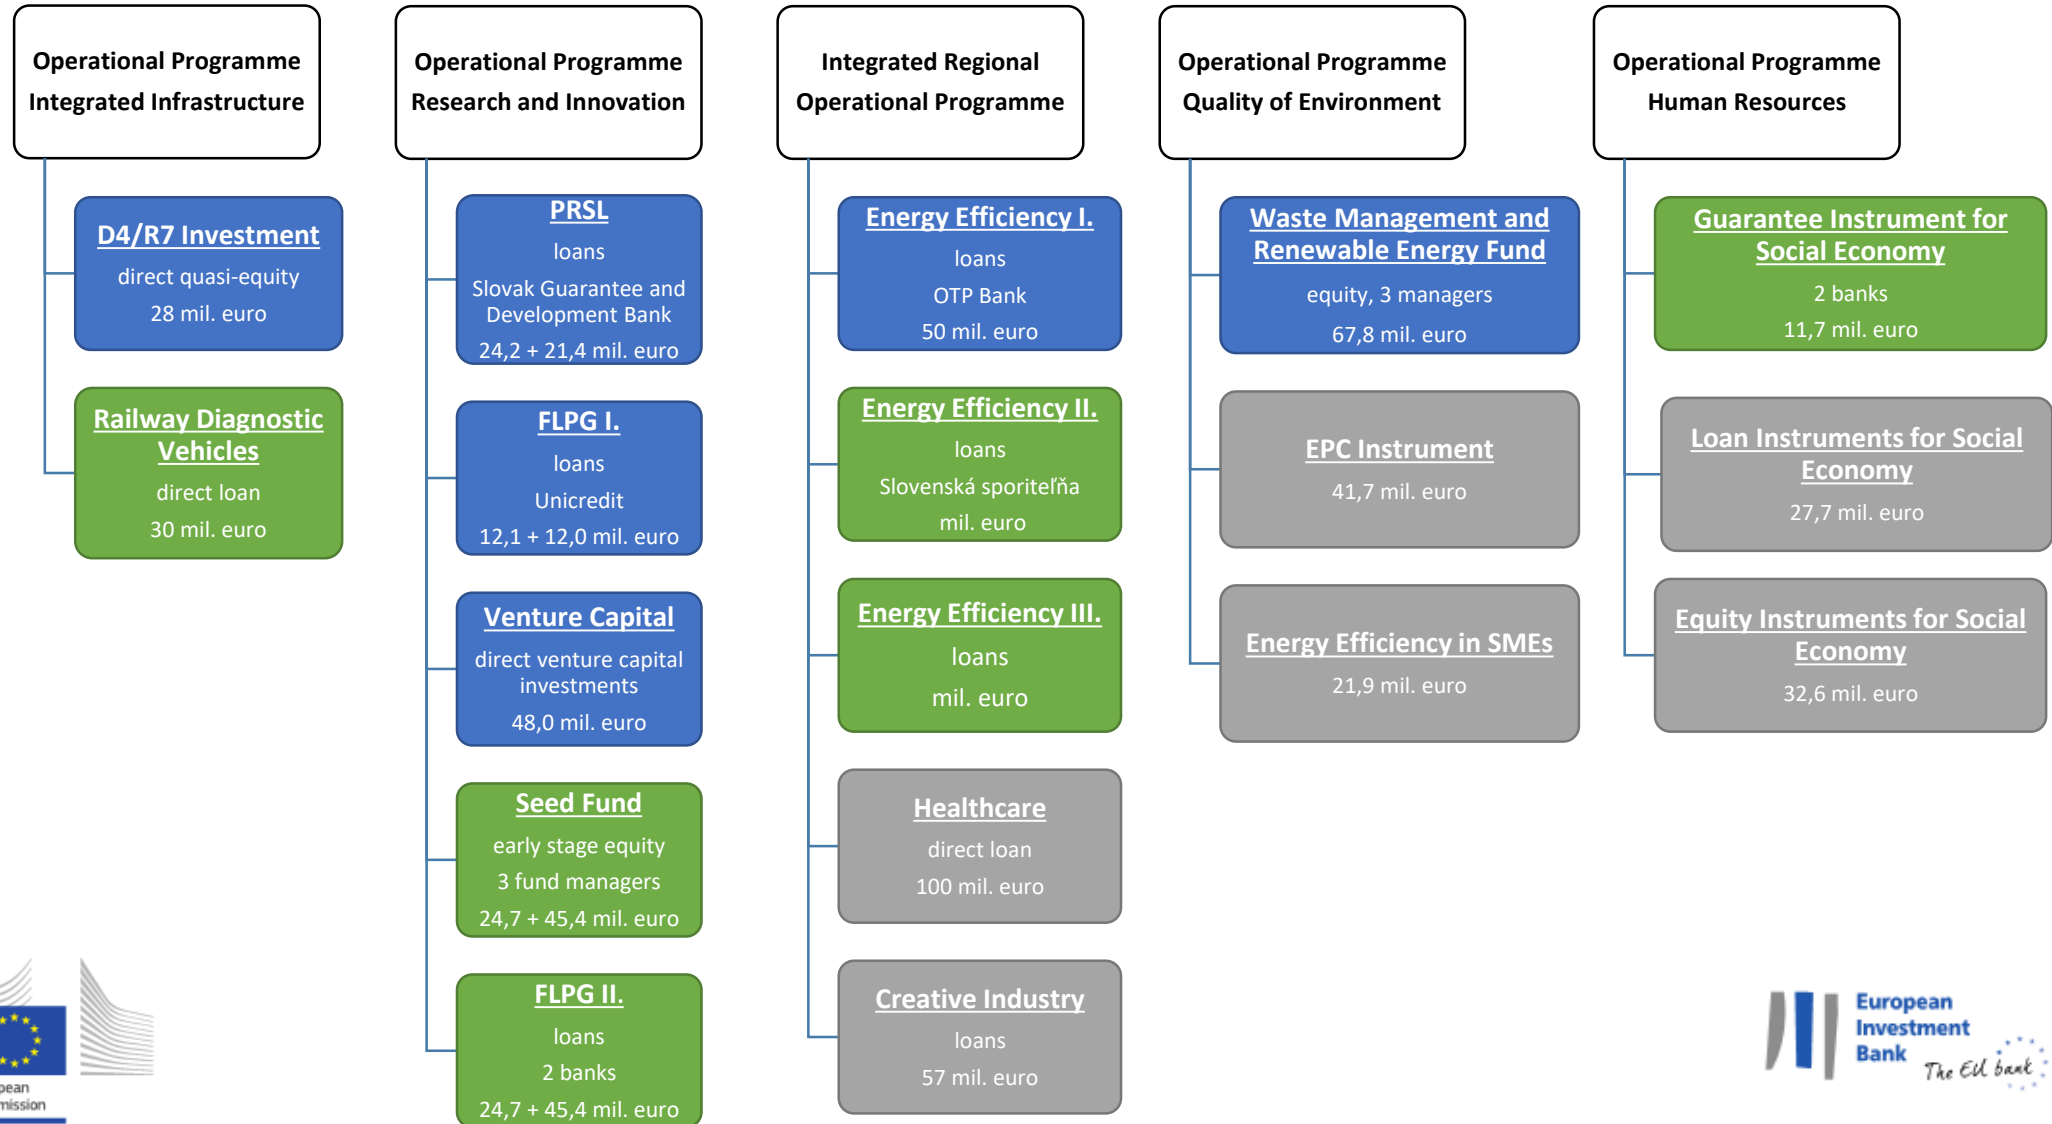 Operational Programme
Integrated Infrastructure
D4/R7 Investment
direct quasi-equity
28 mil. euro
Railway Diagnostic
Vehicles
direct loan
30 mil. euro
Operational Programme
Research and Innovation
PRSL
loans
Slovak Guarantee and
Development Bank
24,2 + 21,4 mil. euro
FLPG I.
loans
Unicredit
12,1 + 12,0 mil. euro
Venture Capital
direct venture capital
investments
48,0 mil. euro
Seed Fund
early stage equity
3 fund managers
24,7 + 45,4 mil. euro
FLPG II.
loans
2 banks
24,7 + 45,4 mil. euro
Integrated Regional
Operational Programme
Energy Efficiency I.
loans
OTP Bank
50 mil. euro
Energy Efficiency II.
loans
Slovenská sporiteľňa
mil. euro
Energy Efficiency III.
loans
mil. euro
Healthcare
direct loan
100 mil. euro
Creative Industry
loans
57 mil. euro
Operational Programme
Quality of Environment
Waste Management and
Renewable Energy Fund
equity, 3 managers
67,8 mil. euro
EPC Instrument
41,7 mil. euro
Energy Efficiency in SMEs
21,9 mil. euro
Operational Programme
Human Resources
Guarantee Instrument for
Social Economy
2 banks
11,7 mil. euro
Loan Instruments for Social
Economy
27,7 mil. euro
Equity Instruments for Social
Economy
32,6 mil. euro
pean
mission
European
Investment
Bank
The EU bank